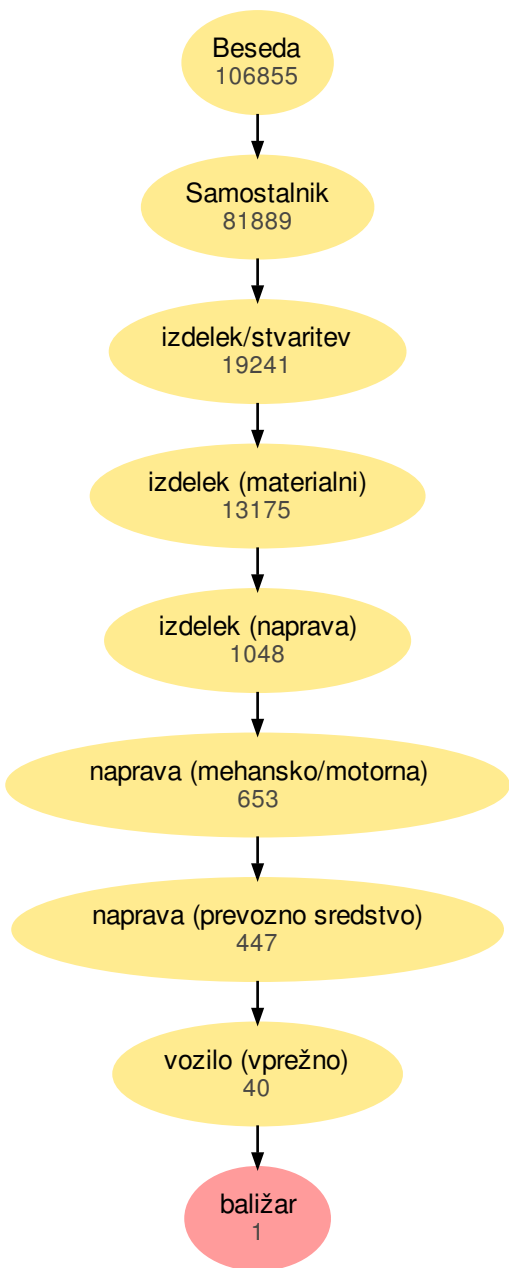 Beseda
106855
Samostalnik
81889
izdelek/stvaritev
19241
izdelek (materialni)
13175
izdelek (naprava)
1048
naprava (mehansko/motorna)
653
naprava (prevozno sredstvo)
447
vozilo (vprežno)
40
baližar
1